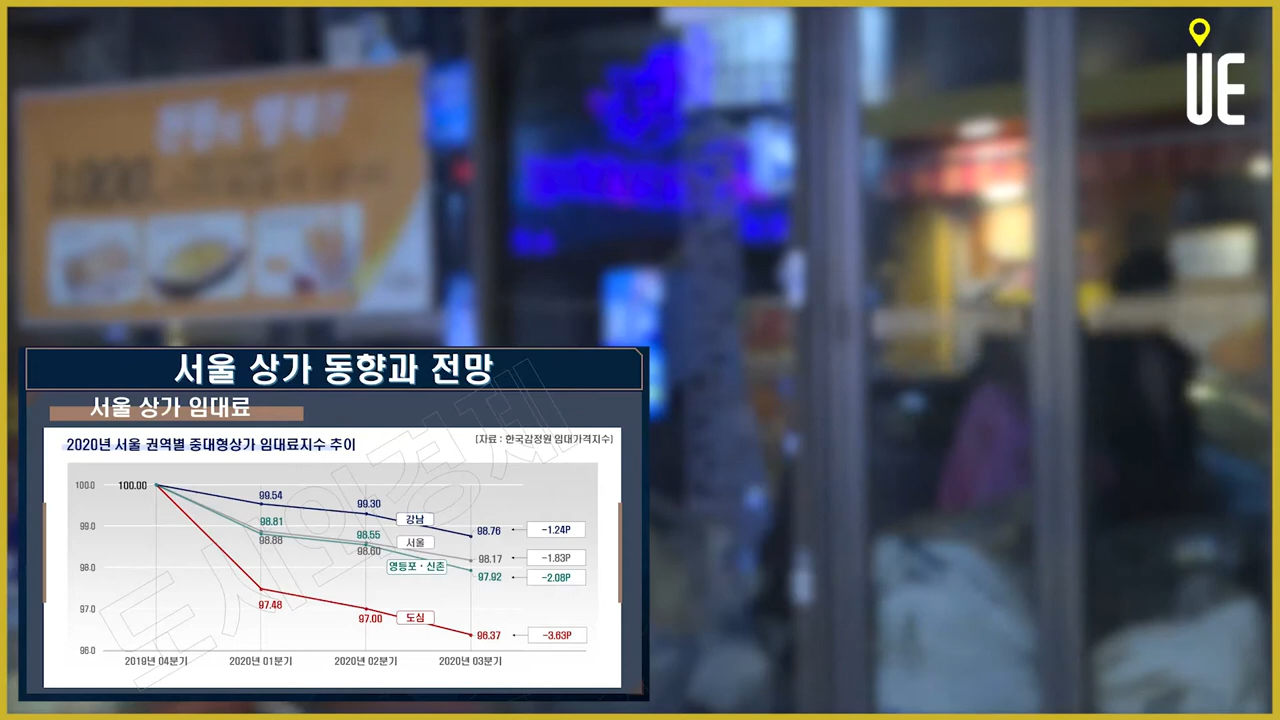 UE
1,000
서울 상가 동향과 전망
서울 상가 임대료
2020년 서울 권역별 중대형상가 임대료지수 추이
[자료 : 한국감정원 임대가격지수]
100.0
99.0
98.0
97.0
96.0
100.00
99.54
99.30
강남
98.76
-1.24P
98.81
98.88
98.55
98.60
서울
98.17
-1.83P
영등포·신촌
97.92
-2.08P
97.48
97.00
도심
96.37
-3.63P
2019년 04분기
2020년 01분기
2020년 02분기
2020년 03분기
도시의경제